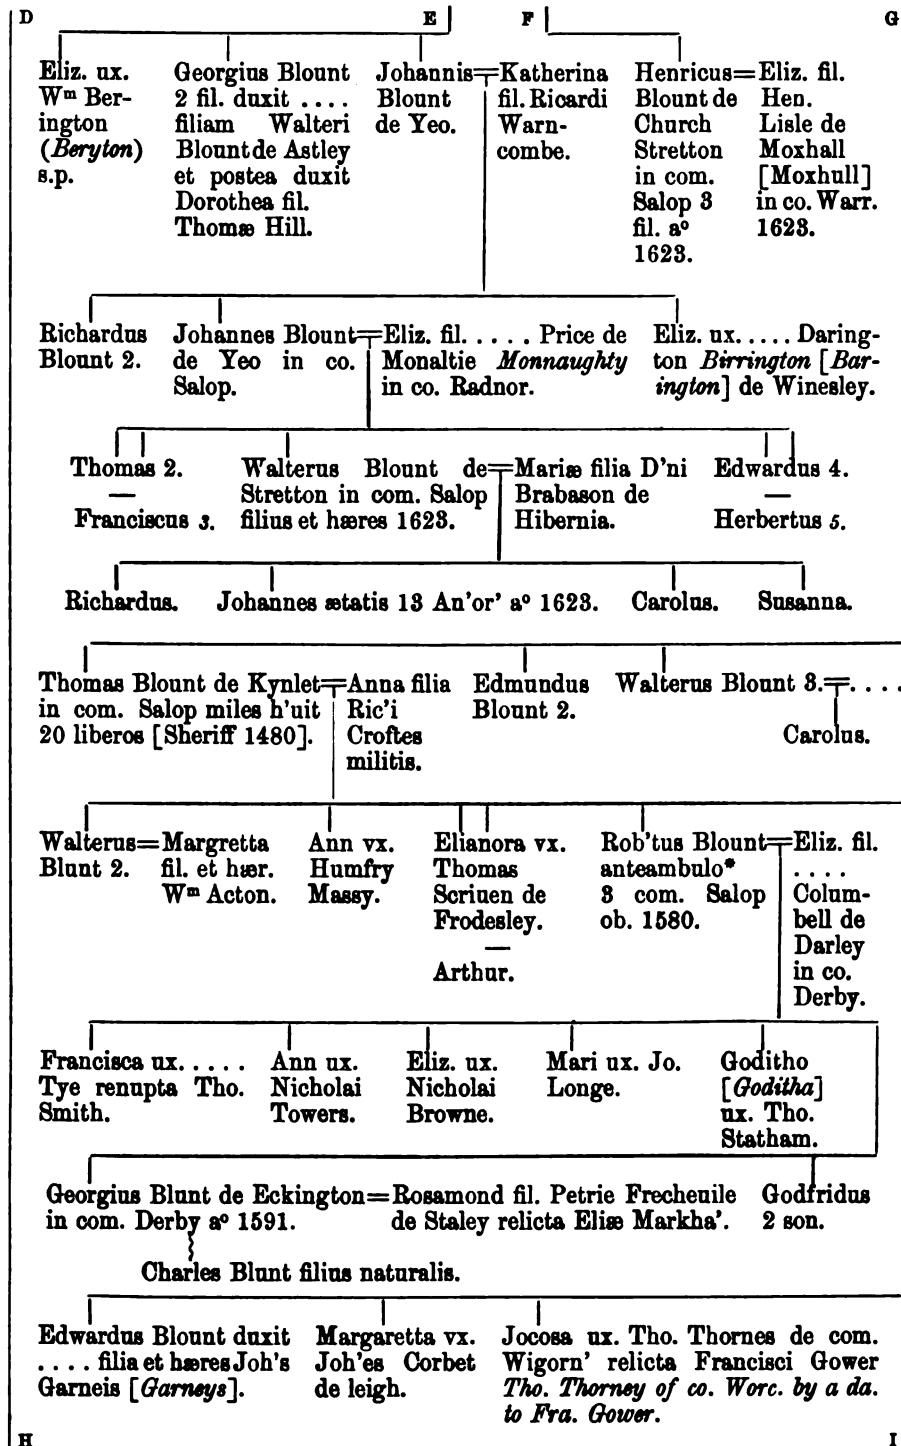 D E F G
Eliz. ux.
Wm Ber-
ington
(Beryton)
s.p.
Georgius Blount
2 fil. duxit ....
filiam Walteri
Blount de Astley
et postea duxit
Dorothea fil.
Thomæ Hill.
Johannis=
Blount
de Yeo.
Katherina
fil. Ricardi
Warn-
combe.
Henricus=
Blount de
Church
Stretton
in com.
Salop 3
fil. aº
1623.
Eliz. fil.
Hen.
Lisle de
Moxhall
[Moxhull]
in co. Warr.
1623.
Richardus
Blount 2.
Johannes Blount=
de Yeo in co.
Salop.
Eliz. fil..... Price de
Monaltie Monnaughty
in co. Radnor.
Eliz. ux..... Daring-
ton Birrington [Bar-
ington] de Winesley.
Thomas 2.
—
Franciscus 3.
Walterus Blount de=
Stretton in com. Salop
filius et hæres 1623.
Mariæ filia D'ni
Brabason de
Hibernia.
Edwardus 4.
—
Herbertus 5.
Richardus. Johannes ætatis 13 An'or' aº 1623. Carolus. Susanna.
Thomas Blount de Kynlet=
in com. Salop miles h'uit
20 liberos [Sheriff 1480].
Anna filia
Ric'i
Croftes
militis.
Edmundus
Blount 2.
Walterus Blount 3.=....
Carolus.
Walterus=
Blunt 2.
Margretta
fil. et hær.
Wm Acton.
Ann vx.
Humfry
Massy.
Elianora vx.
Thomas
Scriuen de
Frodesley.
—
Arthur.
Rob'tus Blount=
anteambulo*
3 com. Salop
ob. 1580.
Eliz. fil.
....
Colum-
bell de
Darley
in co.
Derby.
Francisca ux.....
Tye renupta Tho.
Smith.
Ann ux.
Nicholai
Towers.
Eliz. ux.
Nicholai
Browne.
Mari ux. Jo.
Longe.
Goditho
[Goditha]
ux. Tho.
Statham.
Georgius Blunt de Eckington=
in com. Derby aº 1591.
Rosamond fil. Petrie Frecheuile
de Staley relicta Eliæ Markha'.
Godfridus
2 son.
Charles Blunt filius naturalis.
Edwardus Blount duxit
.... filia et hæres Joh's
Garneis [Garneys].
Margaretta vx.
Joh'es Corbet
de leigh.
Jocosa ux. Tho. Thornes de com.
Wigorn' relicta Francisci Gower
Tho. Thorney of co. Worc. by a da.
to Fra. Gower.
H I